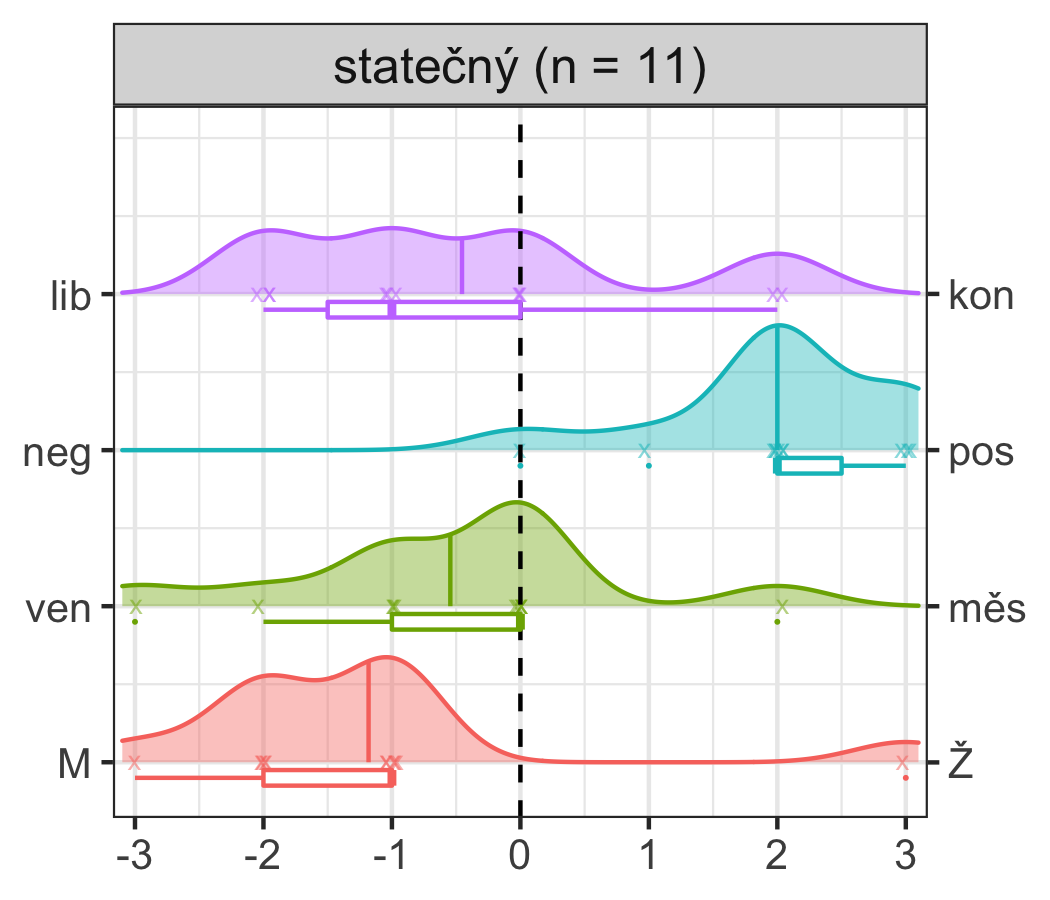 statečný (n = 11)
lib kon
neg pos
ven měs
M Ž
-3 -2 -1 0 1 2 3